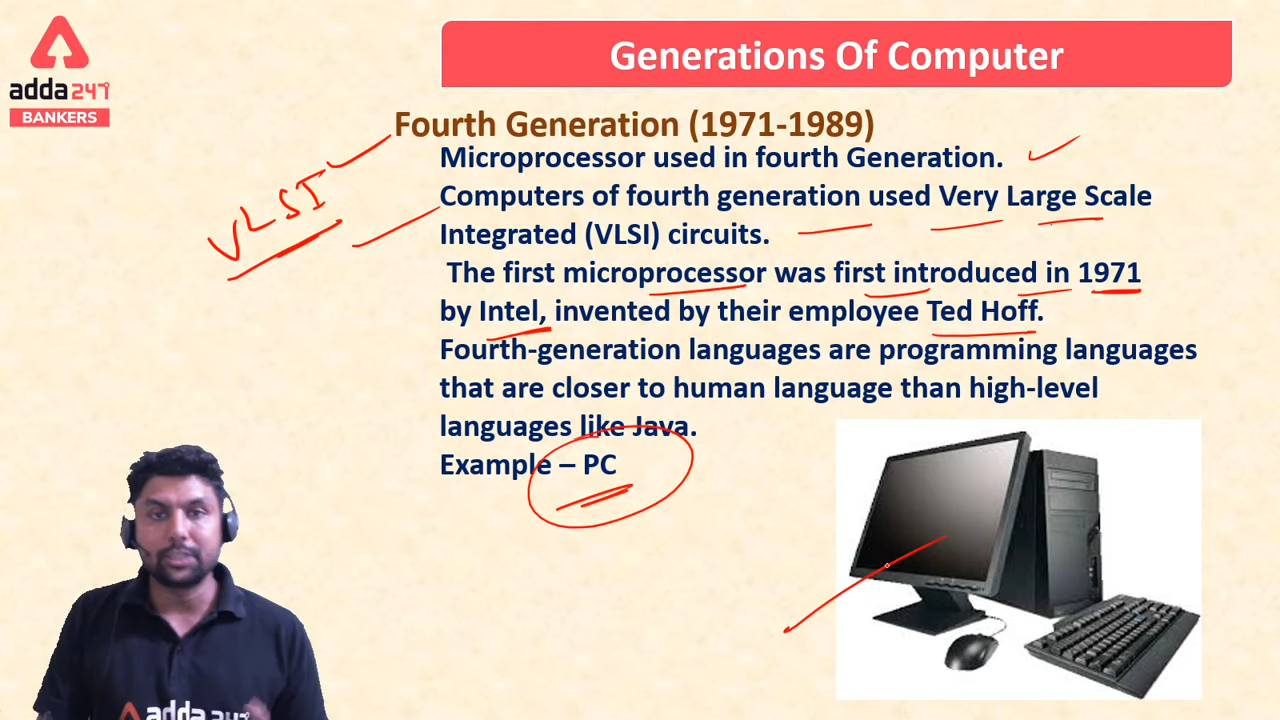 adda247
BANKERS
Generations Of Computer
Fourth Generation (1971-1989)
Microprocessor used in fourth Generation.
Computers of fourth generation used Very Large Scale
Integrated (VLSI) circuits.
The first microprocessor was first introduced in 1971
by Intel, invented by their employee Ted Hoff.
Fourth-generation languages are programming languages
that are closer to human language than high-level
languages like Java.
Example – PC
VLSI
adda247